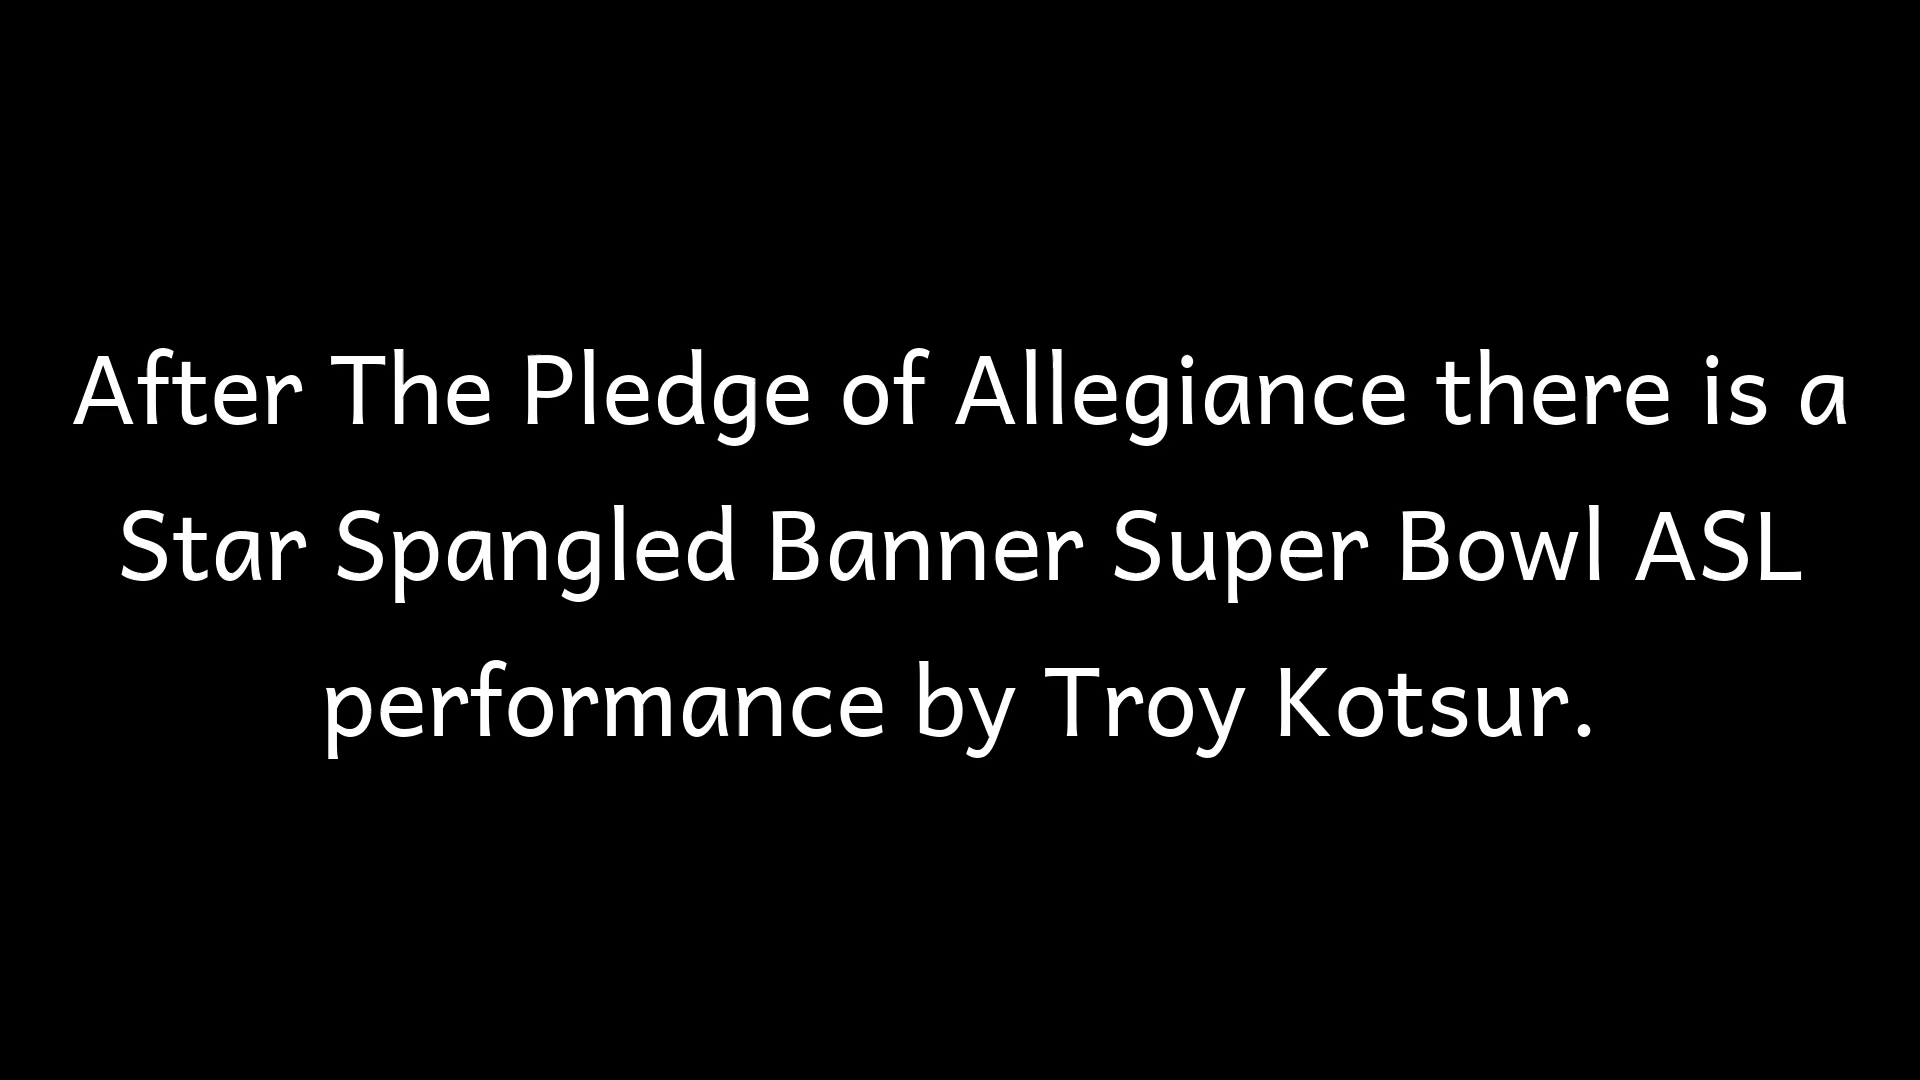 After The Pledge of Allegiance there is a
Star Spangled Banner Super Bowl ASL
performance by Troy Kotsur.